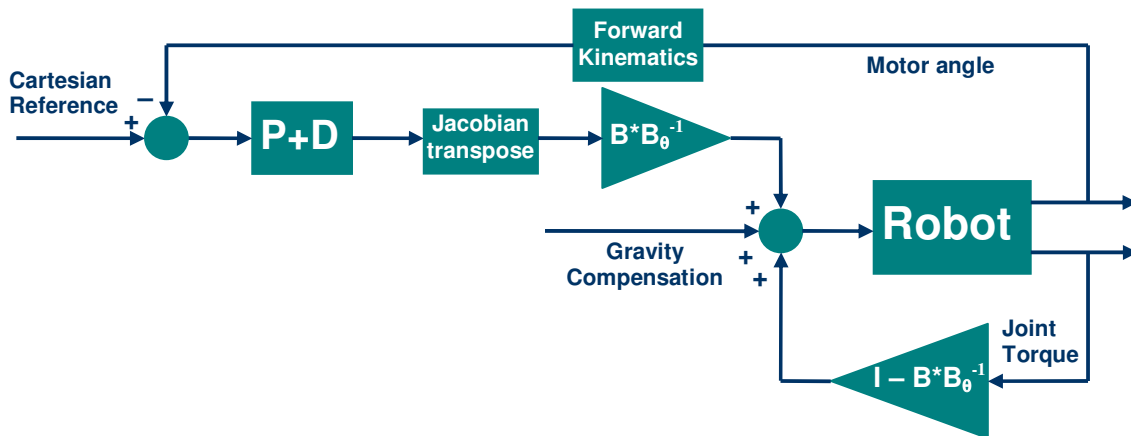 Forward
Kinematics
Motor angle
Cartesian
Reference
–
+
P+D
Jacobian
transpose
B*Bθ⁻¹
+
Robot
Gravity
Compensation
+
+
Joint
Torque
I – B*Bθ⁻¹